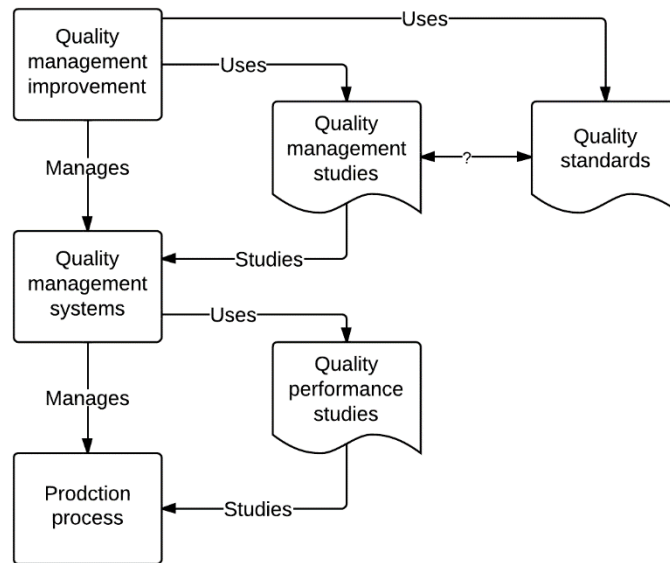 Quality
management
improvement
Uses
Uses
Quality
management
studies
?
Quality
standards
Manages
Quality
management
systems
Studies
Uses
Quality
performance
studies
Manages
Prodction
process
Studies